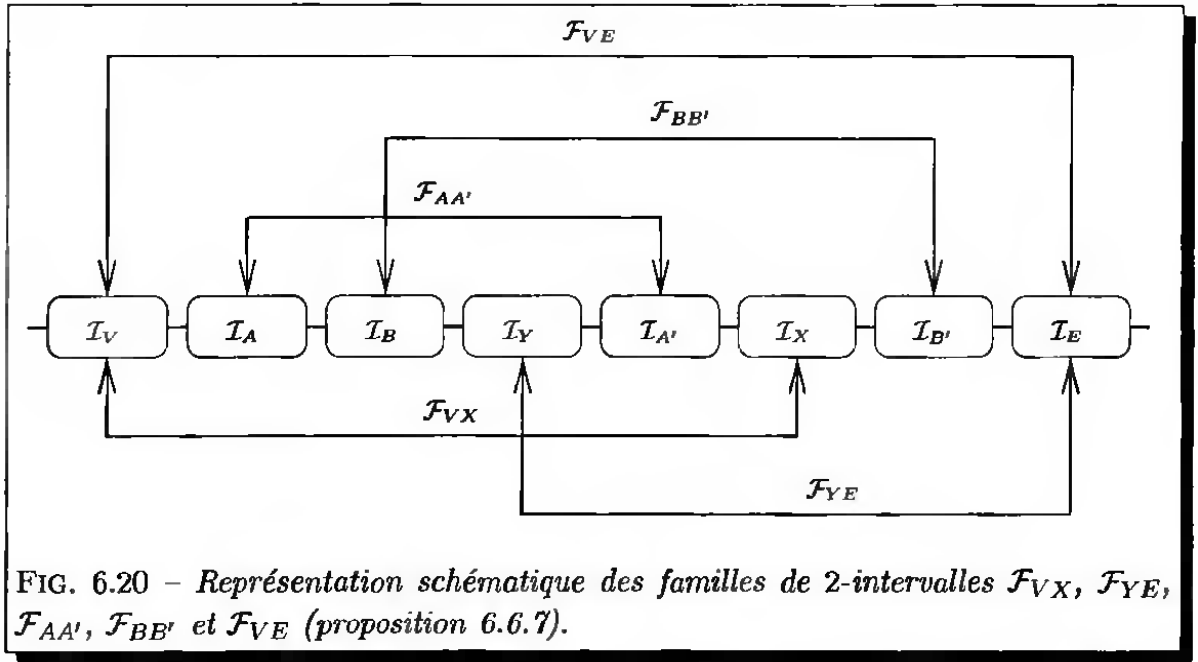 𝓕_{VE}
𝓕_{BB'}
𝓕_{AA'}
𝓘_V 𝓘_A 𝓘_B 𝓘_Y 𝓘_{A'} 𝓘_X 𝓘_{B'} 𝓘_E
𝓕_{VX}
𝓕_{YE}
FIG. 6.20 – Représentation schématique des familles de 2-intervalles 𝓕_{VX}, 𝓕_{YE},
𝓕_{AA'}, 𝓕_{BB'} et 𝓕_{VE} (proposition 6.6.7).